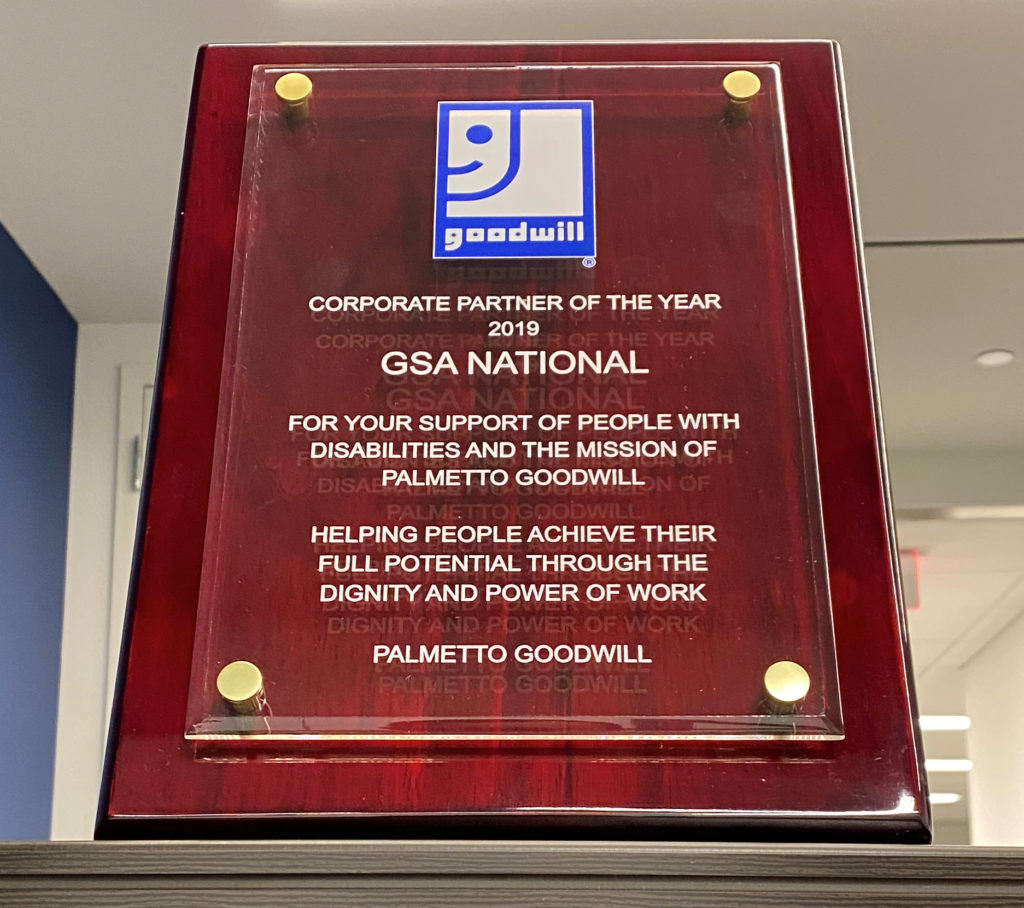 goodwill
®
CORPORATE PARTNER OF THE YEAR
2019
GSA NATIONAL
FOR YOUR SUPPORT OF PEOPLE WITH
DISABILITIES AND THE MISSION OF
PALMETTO GOODWILL
HELPING PEOPLE ACHIEVE THEIR
FULL POTENTIAL THROUGH THE
DIGNITY AND POWER OF WORK
PALMETTO GOODWILL